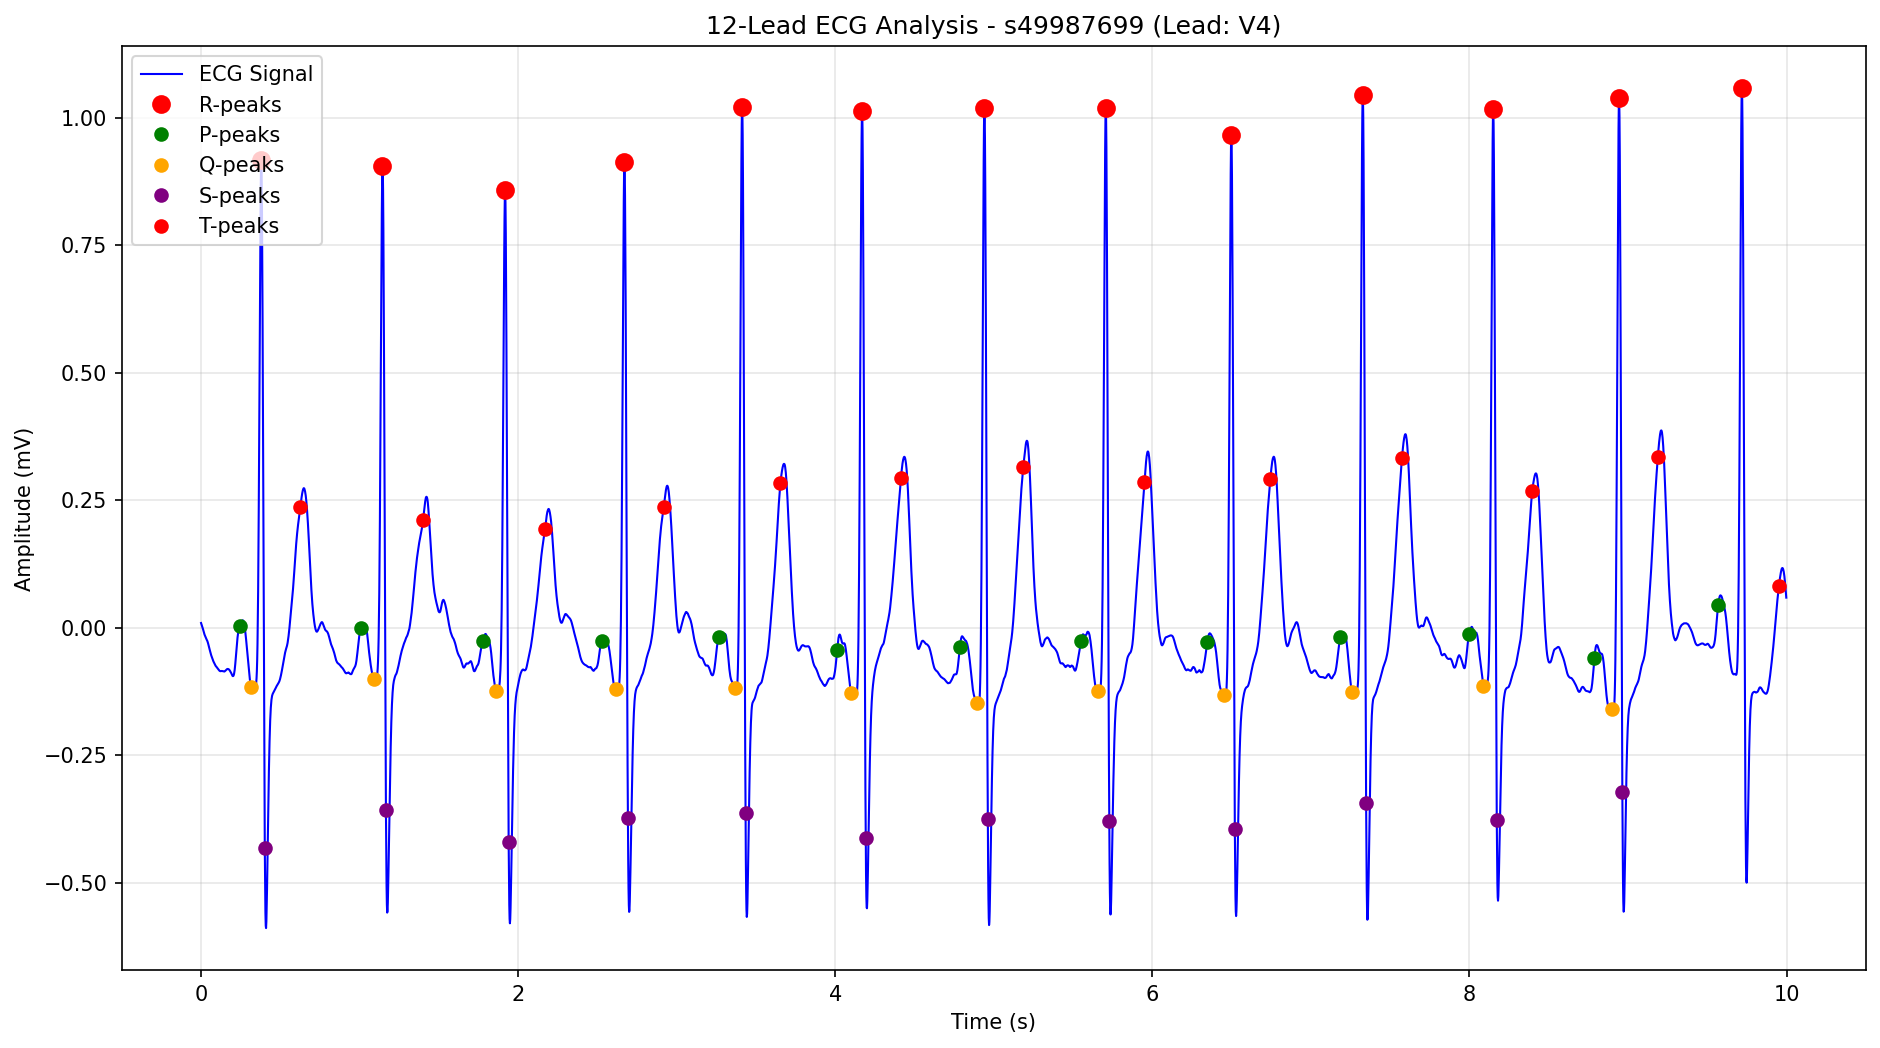 12-Lead ECG Analysis - s49987699 (Lead: V4)
ECG Signal
R-peaks
P-peaks
Q-peaks
S-peaks
T-peaks
1.00
0.75
0.50
0.25
0.00
−0.25
−0.50
Amplitude (mV)
0 2 4 6 8 10
Time (s)